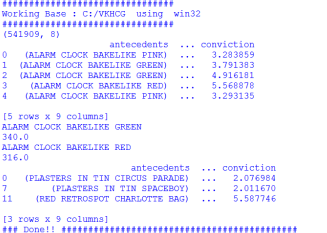 ################################
Working Base : C:/VKHCG  using  win32
################################
(541909, 8)
                     antecedents  ...  conviction
0     (ALARM CLOCK BAKELIKE PINK)  ...    3.283859
1    (ALARM CLOCK BAKELIKE GREEN)  ...    3.791383
2    (ALARM CLOCK BAKELIKE GREEN)  ...    4.916181
3      (ALARM CLOCK BAKELIKE RED)  ...    5.568878
4     (ALARM CLOCK BAKELIKE PINK)  ...    3.293135
[5 rows x 9 columns]
ALARM CLOCK BAKELIKE GREEN
340.0
ALARM CLOCK BAKELIKE RED
316.0
                          antecedents  ...  conviction
0    (PLASTERS IN TIN CIRCUS PARADE)  ...    2.076984
7          (PLASTERS IN TIN SPACEBOY)  ...    2.011670
11      (RED RETROSPOT CHARLOTTE BAG)  ...    5.587746
[3 rows x 9 columns]
### Done!! ############################################